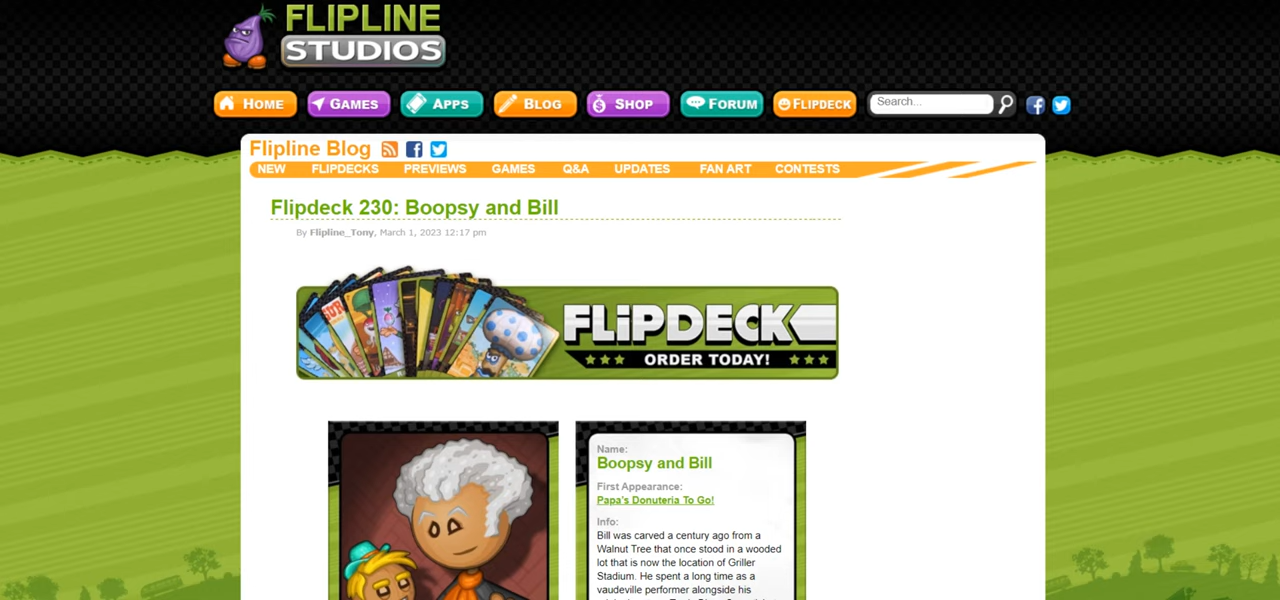 FLIPLINE
STUDIOS
HOME GAMES APPS BLOG SHOP FORUM FLIPDECK Search...
Flipline Blog
NEW FLIPDECKS PREVIEWS GAMES Q&A UPDATES FAN ART CONTESTS
Flipdeck 230: Boopsy and Bill
By Flipline_Tony, March 1, 2023 12:17 pm
FLiPDECK
ORDER TODAY!
Name:
Boopsy and Bill
First Appearance:
Papa's Donuteria To Go!
Info:
Bill was carved a century ago from a
Walnut Tree that once stood in a wooded
lot that is now the location of Griller
Stadium. He spent a long time as a
vaudeville performer alongside his